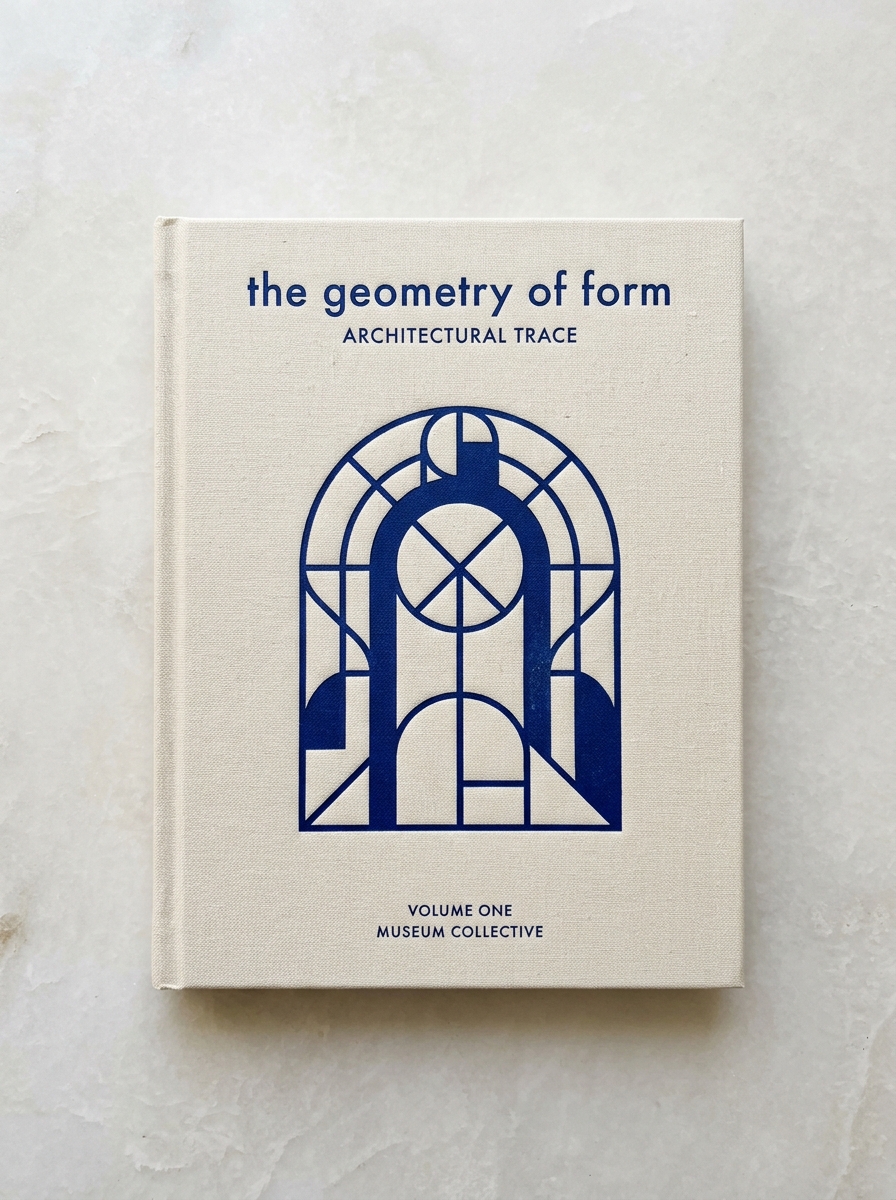 the geometry of form
ARCHITECTURAL TRACE
VOLUME ONE
MUSEUM COLLECTIVE